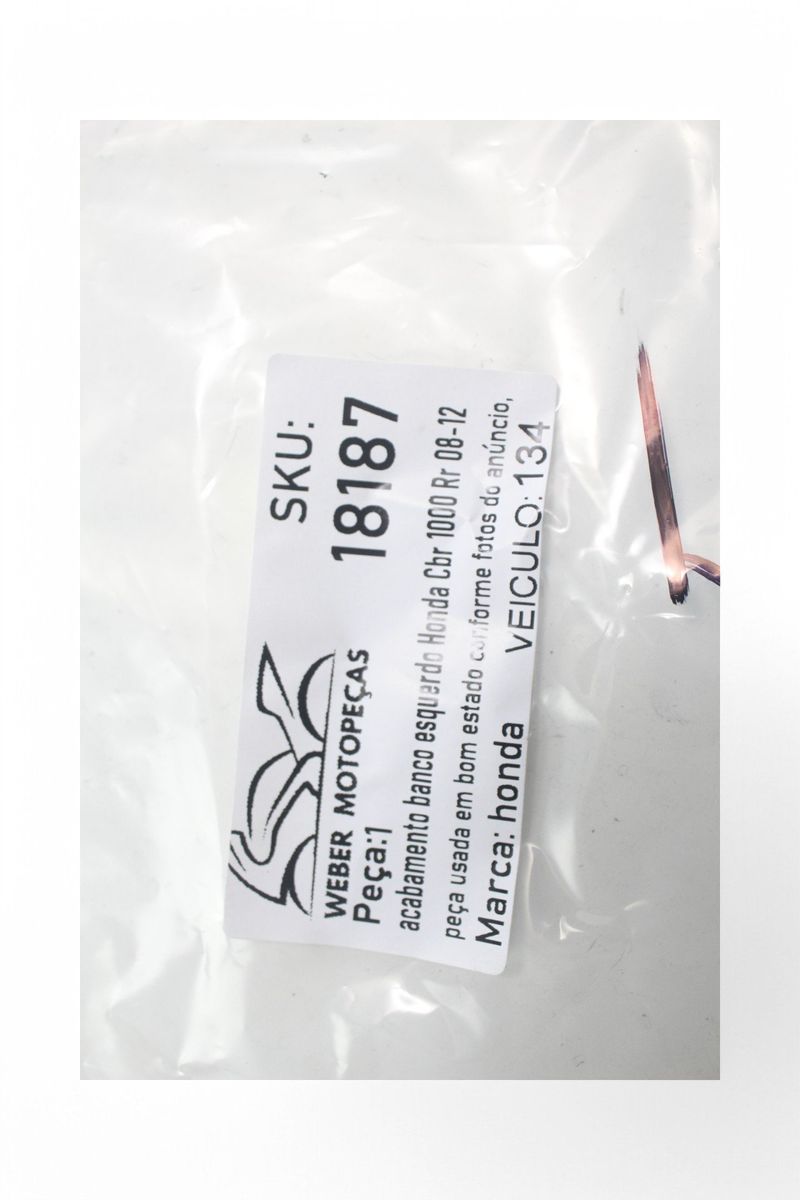 SKU:
18187
WEBER MOTOPEÇAS
Peça:1
acabamento banco esquerdo Honda Cbr 1000 Rr 08-12
peça usada em bom estado conforme fotos do anúncio,
Marca: honda VEICULO: 134